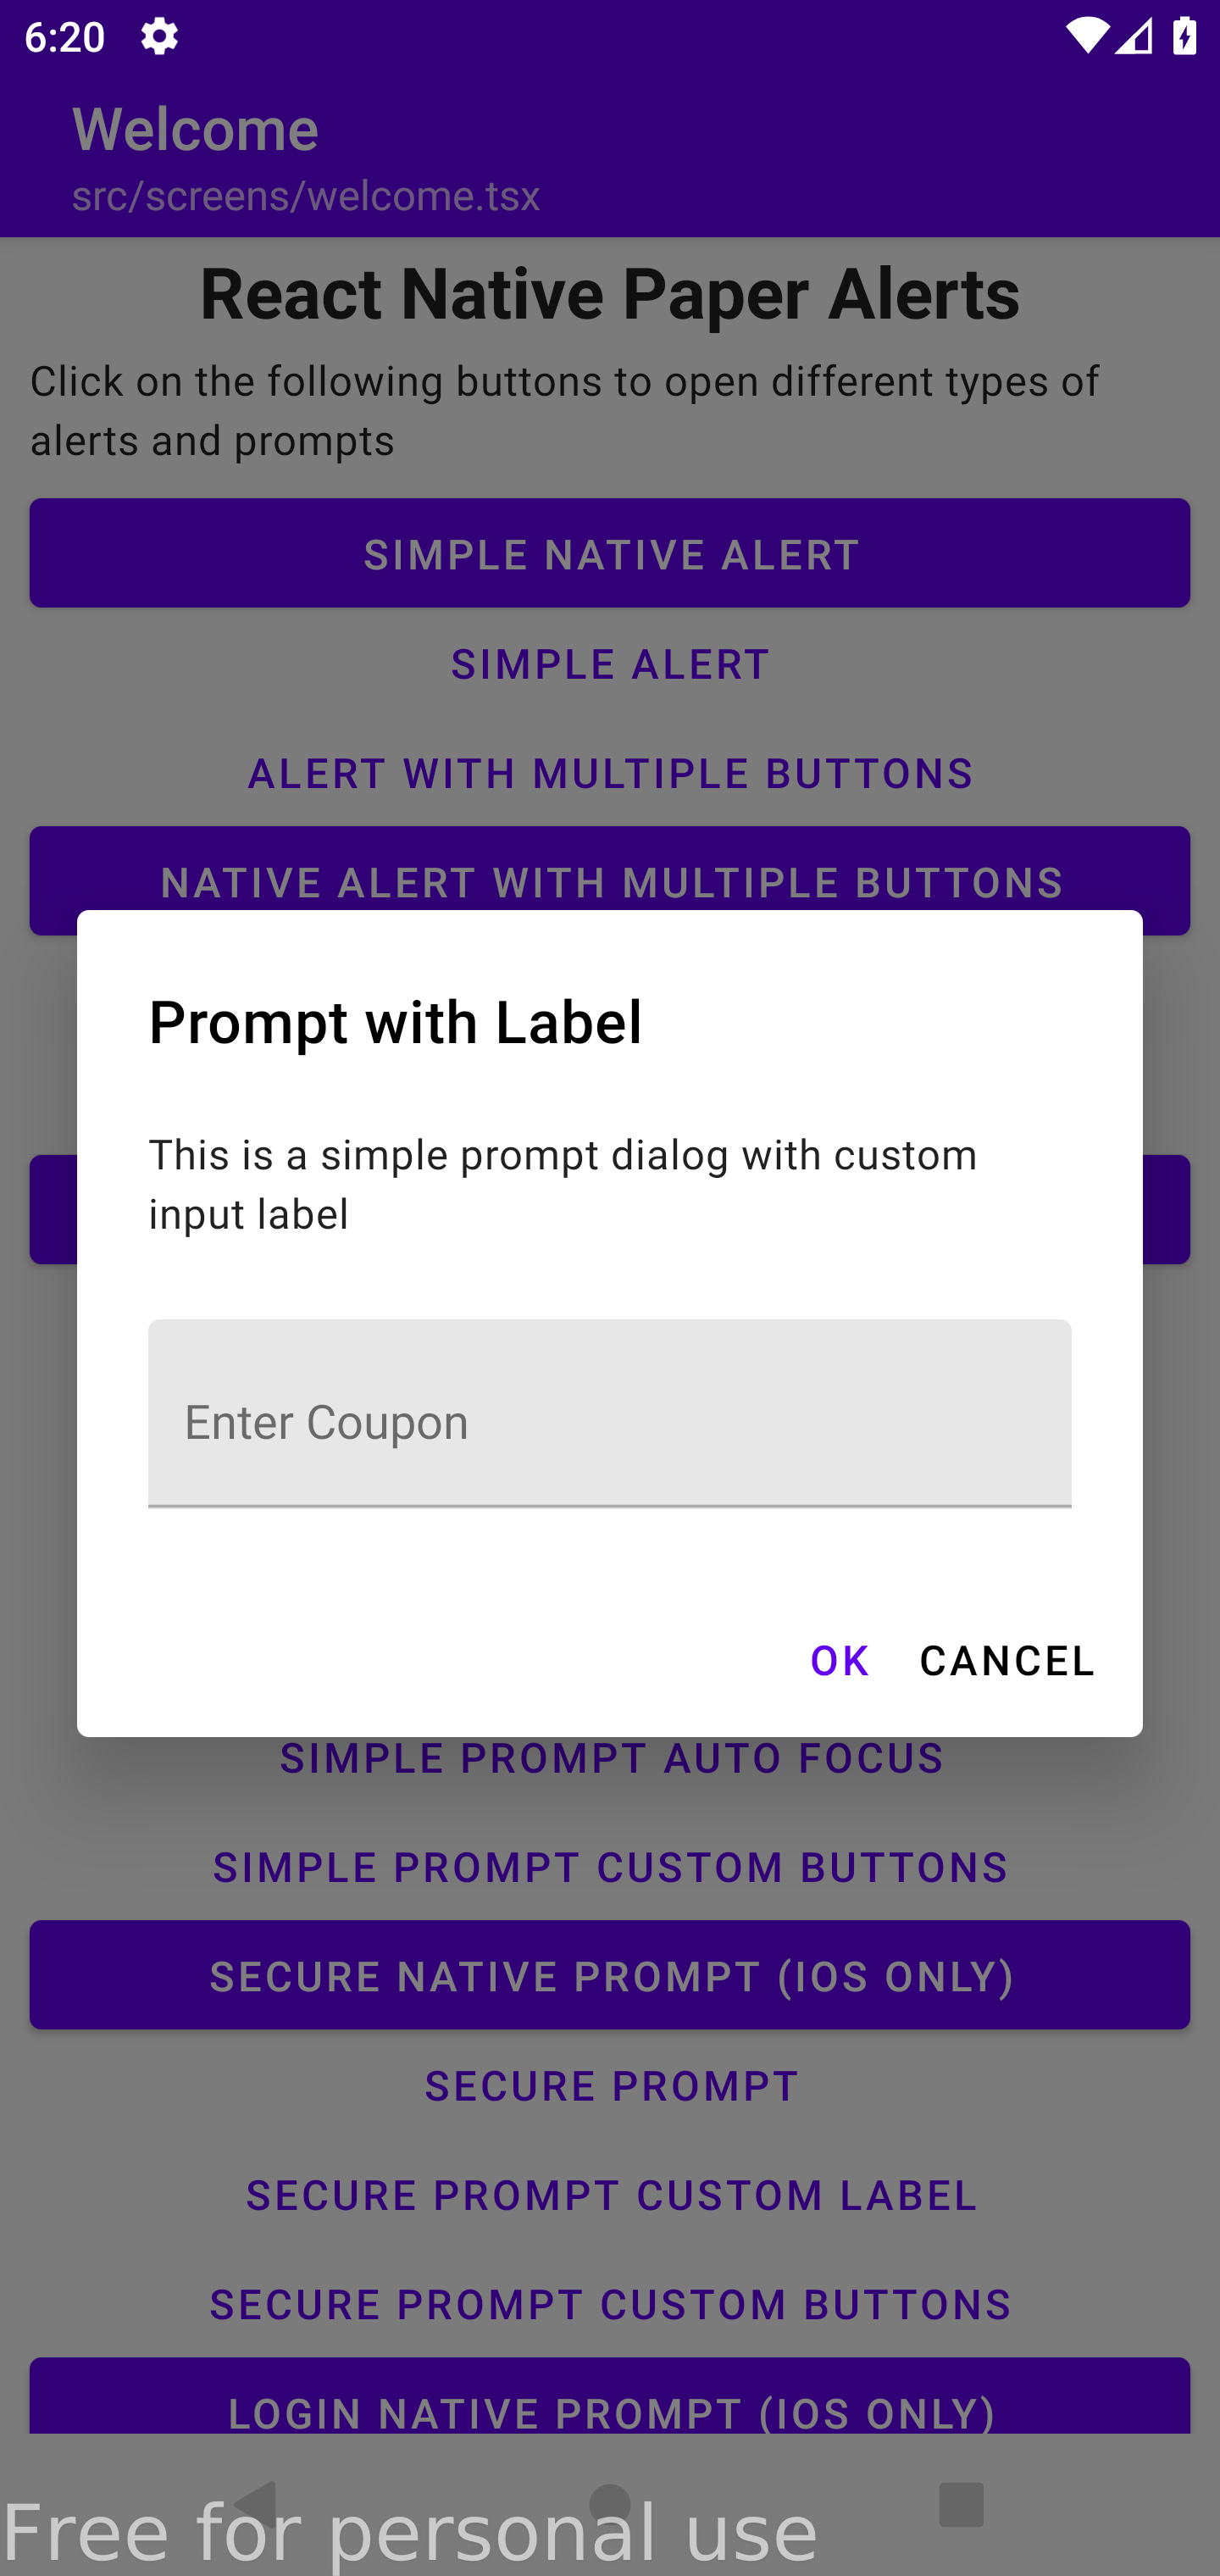 6:20
Welcome
src/screens/welcome.tsx
React Native Paper Alerts
Click on the following buttons to open different types of
alerts and prompts
SIMPLE NATIVE ALERT
SIMPLE ALERT
ALERT WITH MULTIPLE BUTTONS
NATIVE ALERT WITH MULTIPLE BUTTONS
Prompt with Label
This is a simple prompt dialog with custom
input label
Enter Coupon
OK CANCEL
SIMPLE PROMPT AUTO FOCUS
SIMPLE PROMPT CUSTOM BUTTONS
SECURE NATIVE PROMPT (IOS ONLY)
SECURE PROMPT
SECURE PROMPT CUSTOM LABEL
SECURE PROMPT CUSTOM BUTTONS
LOGIN NATIVE PROMPT (IOS ONLY)
Free for personal use